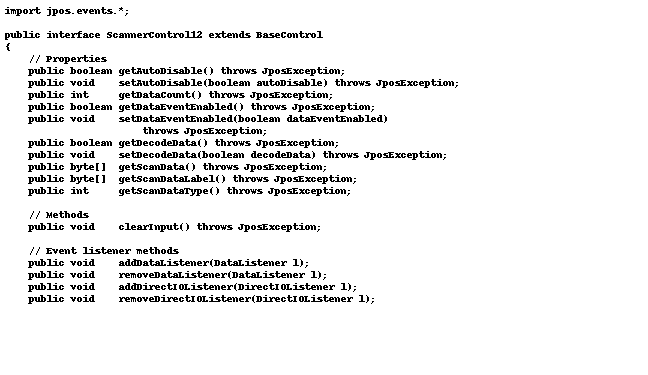 import jpos.events.*;
public interface ScannerControl12 extends BaseControl
{
// Properties
public boolean getAutoDisable() throws JposException;
public void setAutoDisable(boolean autoDisable) throws JposException;
public int getDataCount() throws JposException;
public boolean getDataEventEnabled() throws JposException;
public void setDataEventEnabled(boolean dataEventEnabled)
throws JposException;
public boolean getDecodeData() throws JposException;
public void setDecodeData(boolean decodeData) throws JposException;
public byte[] getScanData() throws JposException;
public byte[] getScanDataLabel() throws JposException;
public int getScanDataType() throws JposException;
// Methods
public void clearInput() throws JposException;
// Event listener methods
public void addDataListener(DataListener l);
public void removeDataListener(DataListener l);
public void addDirectIOListener(DirectIOListener l);
public void removeDirectIOListener(DirectIOListener l);